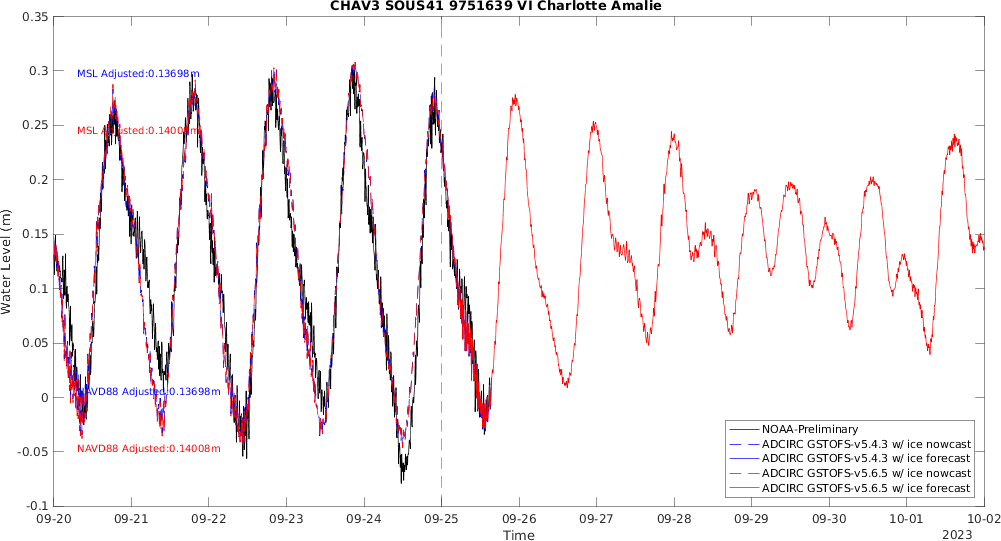 CHAV3 SOUS41 9751639 VI Charlotte Amalie
0.35
0.3
0.25
0.2
0.15
0.1
0.05
0
-0.05
-0.1
Water Level (m)
MSL Adjusted:0.13698m
MSL Adjusted:0.14008m
NAVD88 Adjusted:0.13698m
NAVD88 Adjusted:0.14008m
NOAA-Preliminary
ADCIRC GSTOFS-v5.4.3 w/ ice nowcast
ADCIRC GSTOFS-v5.4.3 w/ ice forecast
ADCIRC GSTOFS-v5.6.5 w/ ice nowcast
ADCIRC GSTOFS-v5.6.5 w/ ice forecast
09-20 09-21 09-22 09-23 09-24 09-25 09-26 09-27 09-28 09-29 09-30 10-01 10-02
Time
2023